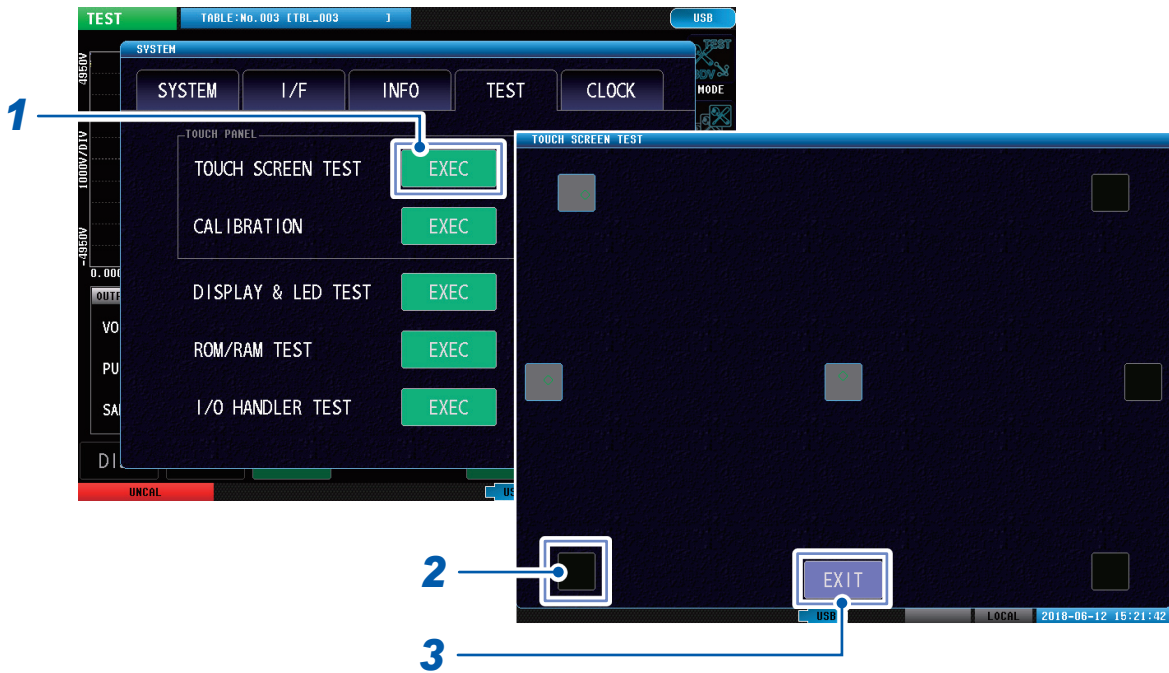 TEST
TABLE:No.003 [TBL_003 ]
USB
SYSTEM
TEST
MODE
SYSTEM
I/F
INFO
TEST
CLOCK
4950V
1000V/DIV
-4950V
1
TOUCH PANEL
TOUCH SCREEN TEST
EXEC
CALIBRATION
EXEC
DISPLAY & LED TEST
EXEC
ROM/RAM TEST
EXEC
I/O HANDLER TEST
EXEC
UNCAL
TOUCH SCREEN TEST
2
EXIT
USB
LOCAL
2018-06-12 15:21:42
3